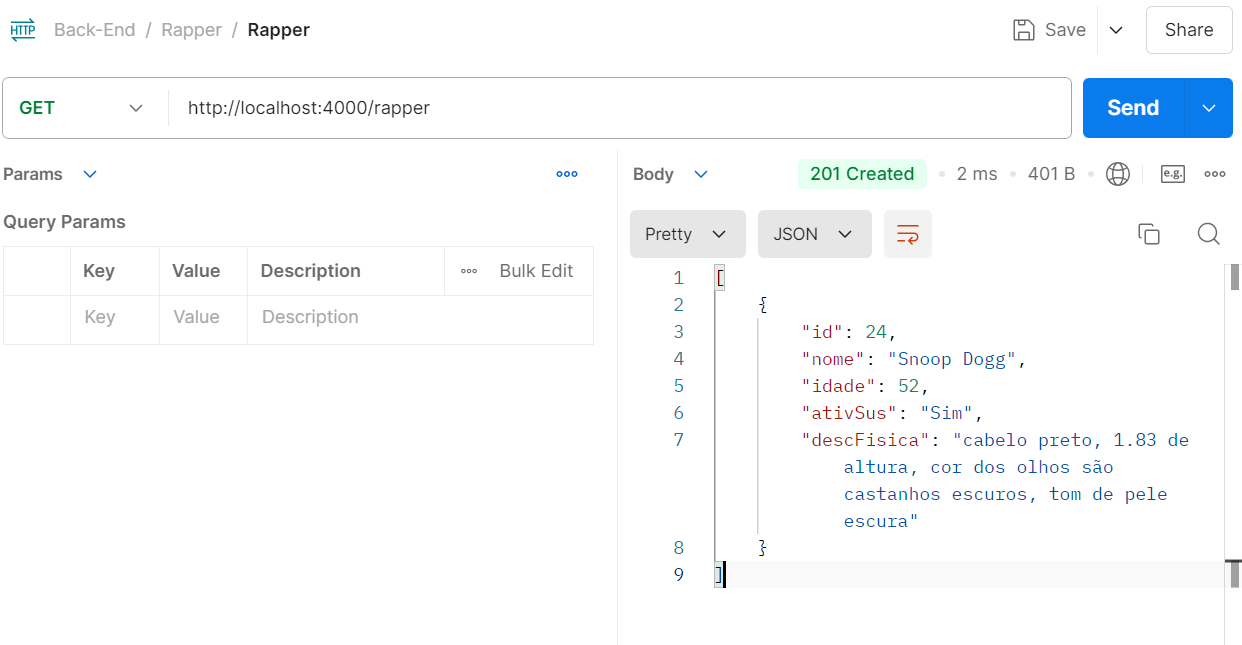 HTTP Back-End / Rapper / Rapper
Save
Share
GET
http://localhost:4000/rapper
Send
Params
Query Params
Key Value Description Bulk Edit
Key Value Description
Body
201 Created
2 ms
401 B
e.g.
Pretty
JSON
1 [
2 {
3 "id": 24,
4 "nome": "Snoop Dogg",
5 "idade": 52,
6 "ativSus": "Sim",
7 "descFisica": "cabelo preto, 1.83 de
altura, cor dos olhos são
castanhos escuros, tom de pele
escura"
8 }
9 ]